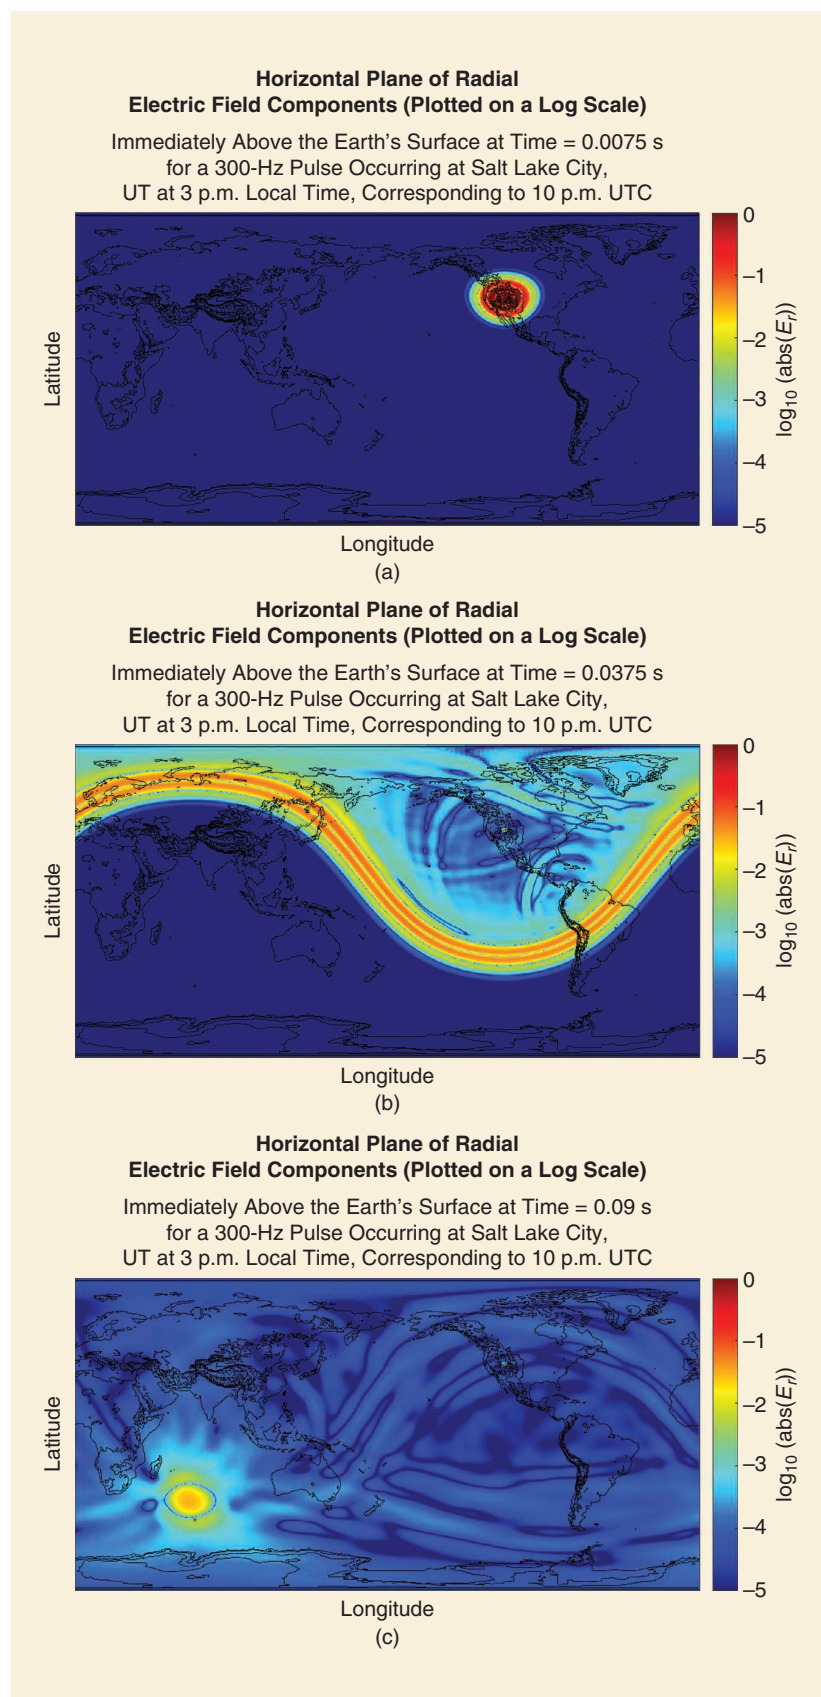 Horizontal Plane of Radial
Electric Field Components (Plotted on a Log Scale)
Immediately Above the Earth's Surface at Time = 0.0075 s
for a 300-Hz Pulse Occurring at Salt Lake City,
UT at 3 p.m. Local Time, Corresponding to 10 p.m. UTC
0
–1
–2
–3
–4
–5
log₁₀ (abs(Eᵣ))
Latitude
Longitude
(a)
Horizontal Plane of Radial
Electric Field Components (Plotted on a Log Scale)
Immediately Above the Earth's Surface at Time = 0.0375 s
for a 300-Hz Pulse Occurring at Salt Lake City,
UT at 3 p.m. Local Time, Corresponding to 10 p.m. UTC
0
–1
–2
–3
–4
–5
log₁₀ (abs(Eᵣ))
Latitude
Longitude
(b)
Horizontal Plane of Radial
Electric Field Components (Plotted on a Log Scale)
Immediately Above the Earth's Surface at Time = 0.09 s
for a 300-Hz Pulse Occurring at Salt Lake City,
UT at 3 p.m. Local Time, Corresponding to 10 p.m. UTC
0
–1
–2
–3
–4
–5
log₁₀ (abs(Eᵣ))
Latitude
Longitude
(c)